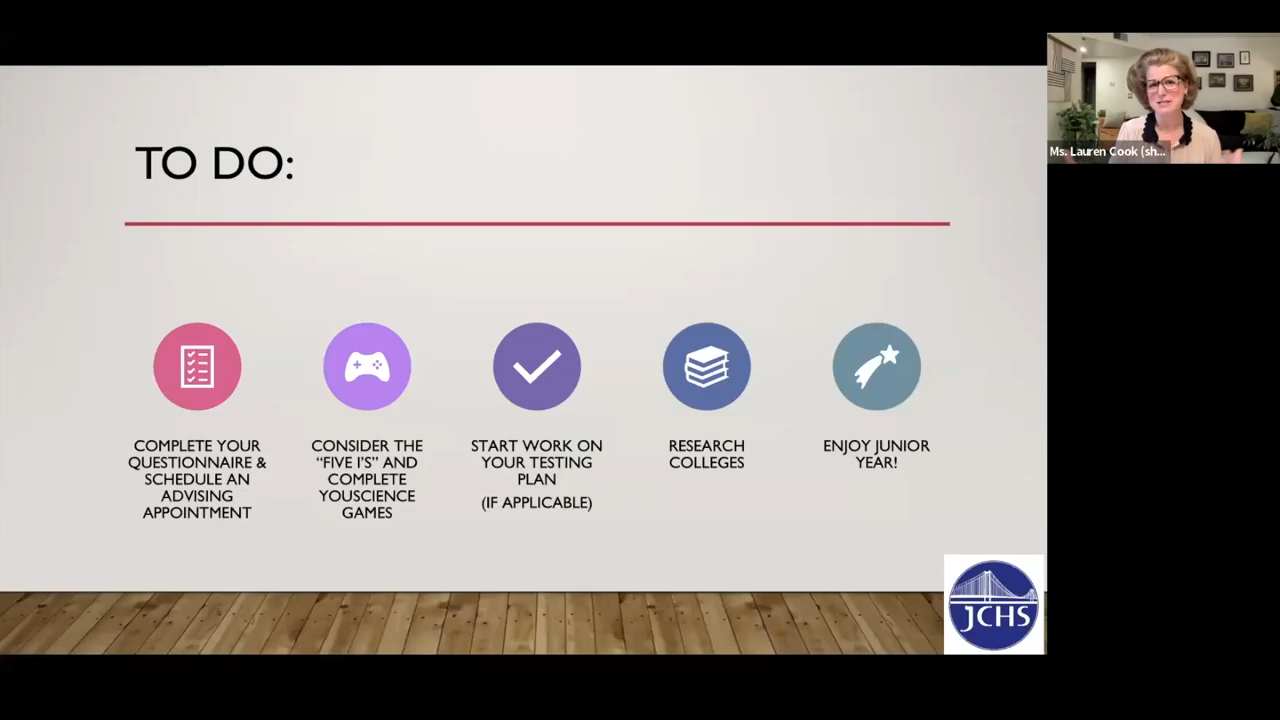 TO DO:
COMPLETE YOUR
QUESTIONNAIRE &
SCHEDULE AN
ADVISING
APPOINTMENT
CONSIDER THE
“FIVE I’S” AND
COMPLETE
YOUSCIENCE
GAMES
START WORK ON
YOUR TESTING
PLAN
(IF APPLICABLE)
RESEARCH
COLLEGES
ENJOY JUNIOR
YEAR!
JCHS
Ms. Lauren Cook (sh...